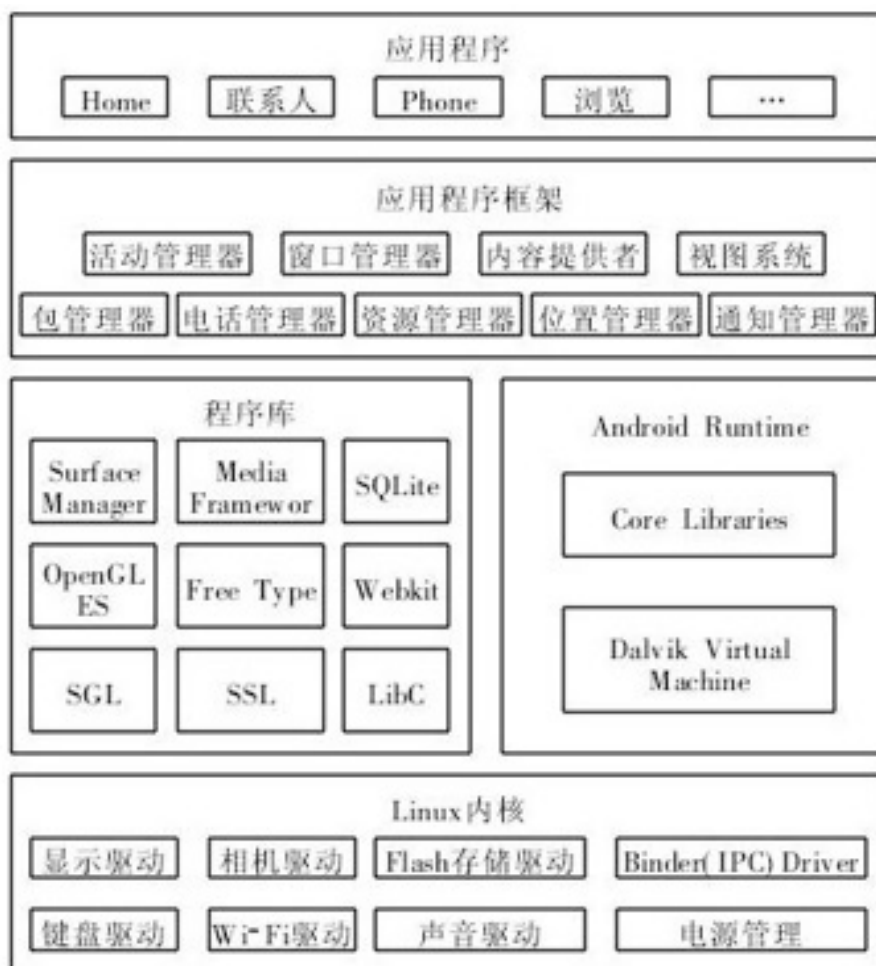 应用程序
Home 联系人 Phone 浏览 …
应用程序框架
活动管理器 窗口管理器 内容提供者 视图系统
包管理器 电话管理器 资源管理器 位置管理器 通知管理器
程序库
Surface Manager
Media Framewor
SQLite
OpenGL ES
Free Type
Webkit
SGL
SSL
LibC
Android Runtime
Core Libraries
Dalvik Virtual
Machine
Linux内核
显示驱动 相机驱动 Flash存储驱动 Binder(IPC)Driver
键盘驱动 Wi-Fi驱动 声音驱动 电源管理